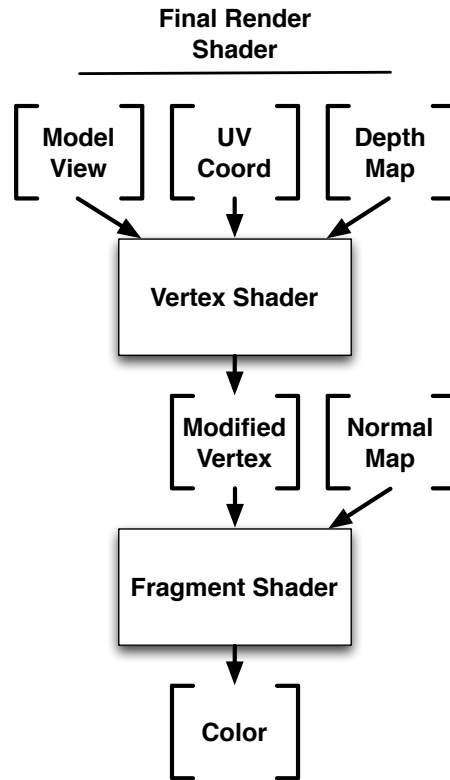 Final Render
Shader
Model
View
UV
Coord
Depth
Map
Vertex Shader
Modified
Vertex
Normal
Map
Fragment Shader
Color